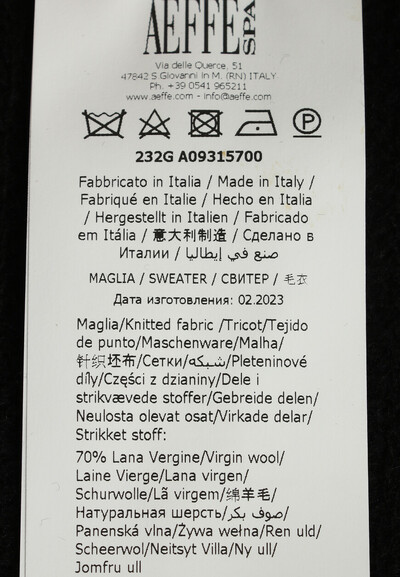 AEFFE SPA
Via delle Querce, 51
47842 S.Giovanni In M. (RN) ITALY
Ph. +39 0541 965211
www.aeffe.com - info@aeffe.com
P
232G A09315700
Fabbricato in Italia / Made in Italy /
Fabriqué en Italie / Hecho en Italia
/ Hergestellt in Italien / Fabricado
em Itália / 意大利制造 / Сделано в
Италии / صنع في إيطاليا
MAGLIA / SWEATER / СВИТЕР / 毛衣
Дата изготовления: 02.2023
Maglia/Knitted fabric /Tricot/Tejido
de punto/Maschenware/Malha/
针织坯布/Сетки/شبكه/Pleteninové
díly/Części z dzianiny/Dele i
strikvævede stoffer/Gebreide delen/
Neulosta olevat osat/Virkade delar/
Strikket stoff:
70% Lana Vergine/Virgin wool/
Laine Vierge/Lana virgen/
Schurwolle/Lã virgem/绵羊毛/
Натуральная шерсть/صوف بكر/
Panenská vlna/Żywa wełna/Ren uld/
Scheerwol/Neitsyt Villa/Ny ull/
Jomfru ull